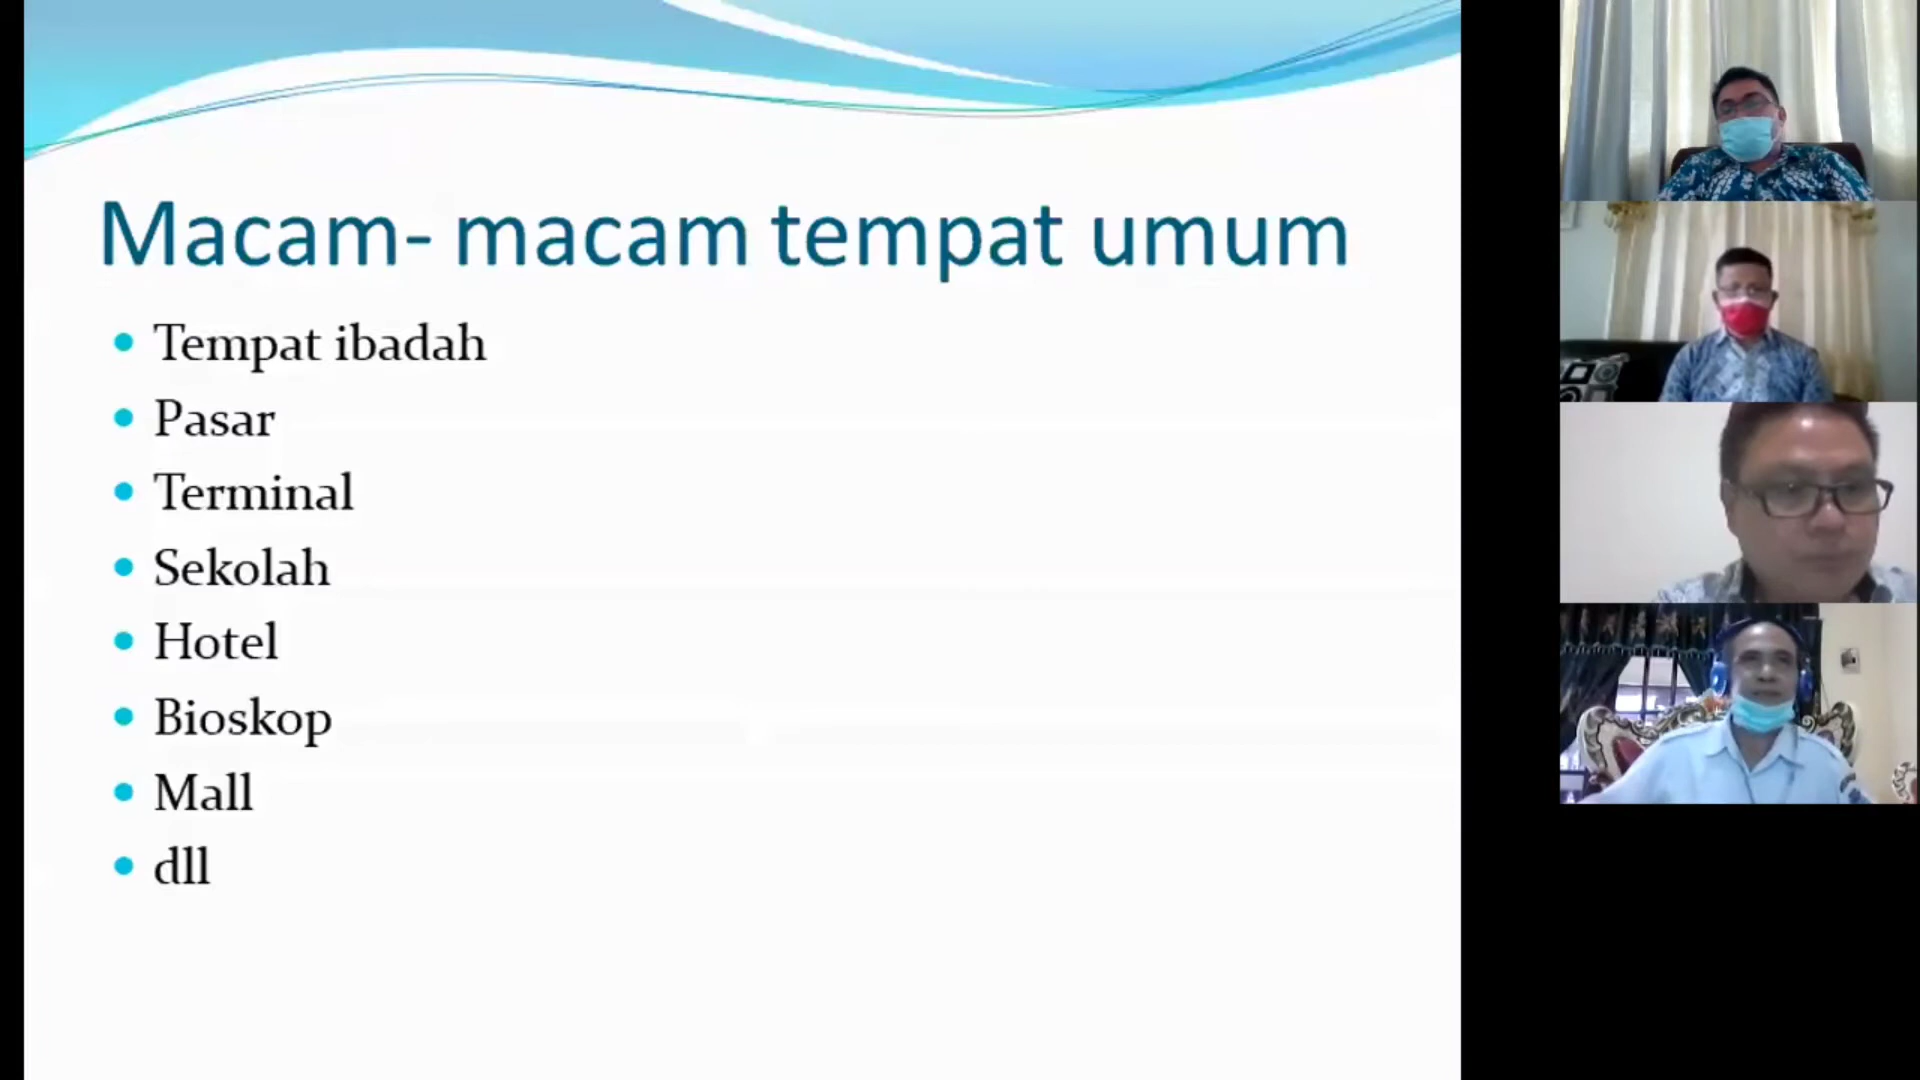 Macam- macam tempat umum
Tempat ibadah
Pasar
Terminal
Sekolah
Hotel
Bioskop
Mall
dll